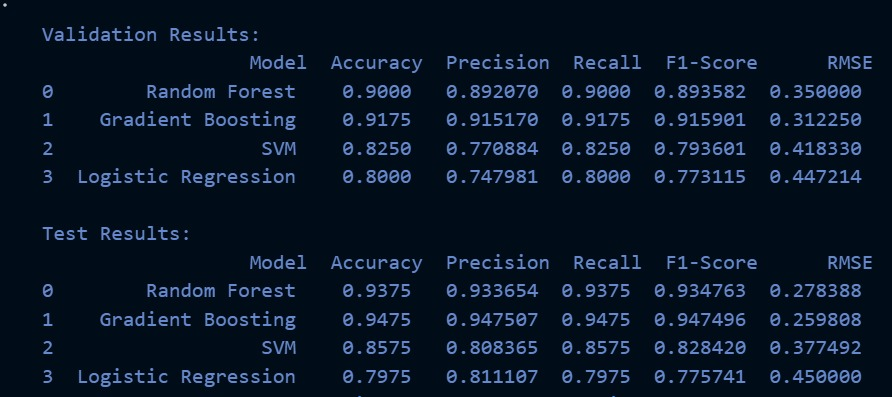 Validation Results:
Model Accuracy Precision Recall F1-Score RMSE
0 Random Forest 0.9000 0.892070 0.9000 0.893582 0.350000
1 Gradient Boosting 0.9175 0.915170 0.9175 0.915901 0.312250
2 SVM 0.8250 0.770884 0.8250 0.793601 0.418330
3 Logistic Regression 0.8000 0.747981 0.8000 0.773115 0.447214
Test Results:
Model Accuracy Precision Recall F1-Score RMSE
0 Random Forest 0.9375 0.933654 0.9375 0.934763 0.278388
1 Gradient Boosting 0.9475 0.947507 0.9475 0.947496 0.259808
2 SVM 0.8575 0.808365 0.8575 0.828420 0.377492
3 Logistic Regression 0.7975 0.811107 0.7975 0.775741 0.450000